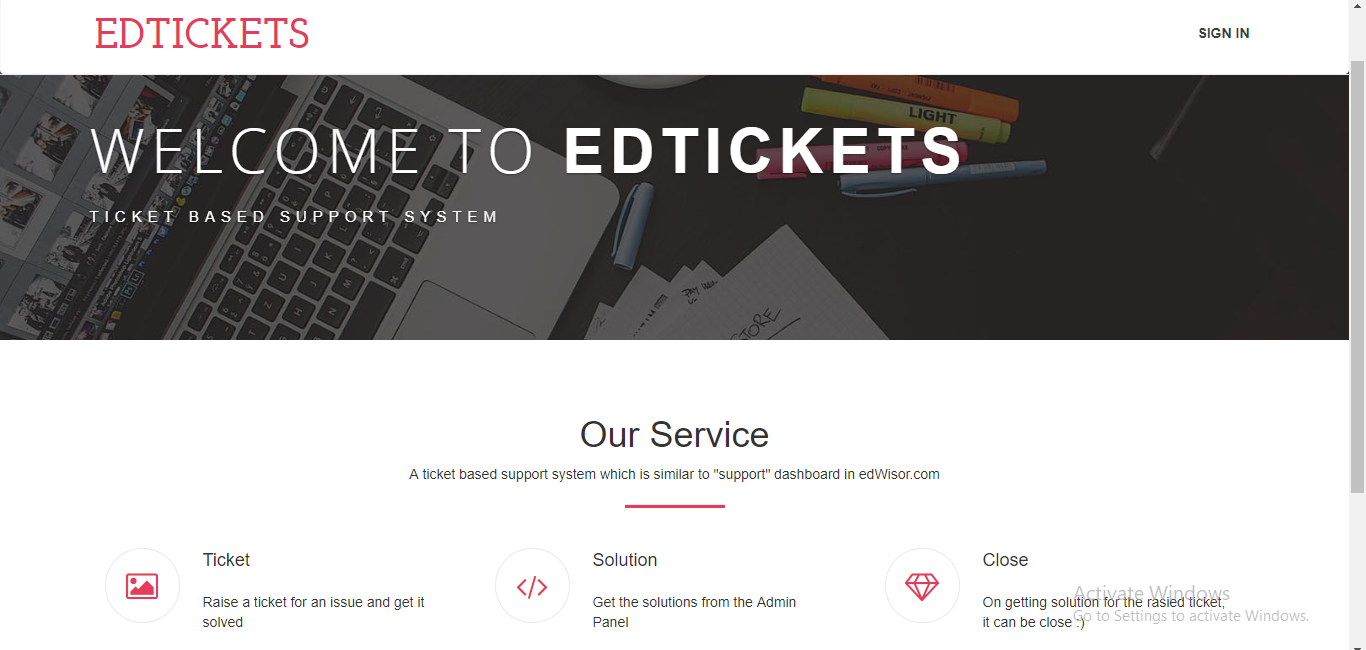 EDTICKETS
SIGN IN
LIGHT
WELCOME TO EDTICKETS
TICKET BASED SUPPORT SYSTEM
STORE
Our Service
A ticket based support system which is similar to "support" dashboard in edWisor.com
Ticket
Raise a ticket for an issue and get it
solved
Solution
Get the solutions from the Admin
Panel
Close
On getting solution for the rasied ticket,
it can be close :)
Activate Windows
Go to Settings to activate Windows.